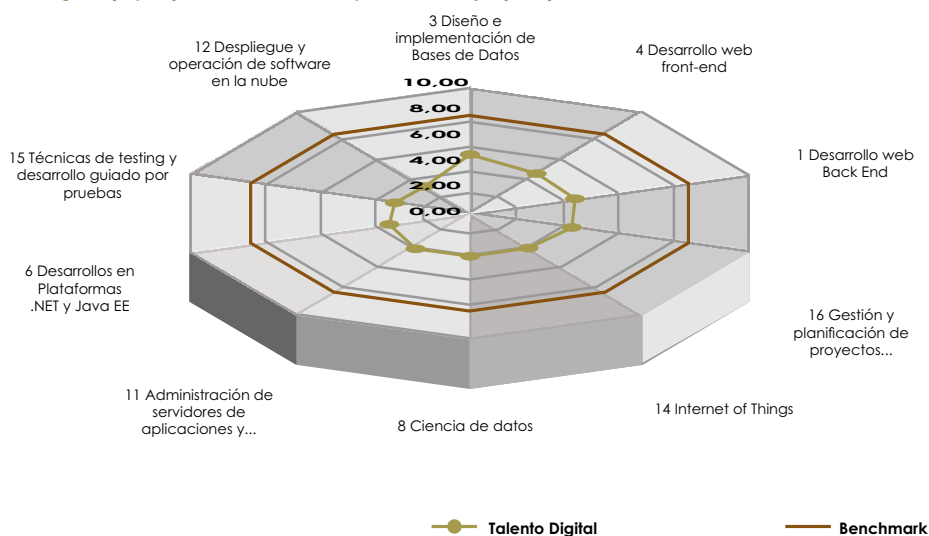 3 Diseño e
implementación de
Bases de Datos
12 Despliegue y
operación de software
en la nube
4 Desarrollo web
front-end
10,00
8,00
6,00
4,00
2,00
0,00
15 Técnicas de testing y
desarrollo guiado por
pruebas
1 Desarrollo web
Back End
6 Desarrollos en
Plataformas
.NET y Java EE
16 Gestión y
planificación de
proyectos...
11 Administración de
servidores de
aplicaciones y...
8 Ciencia de datos
14 Internet of Things
Talento Digital
Benchmark